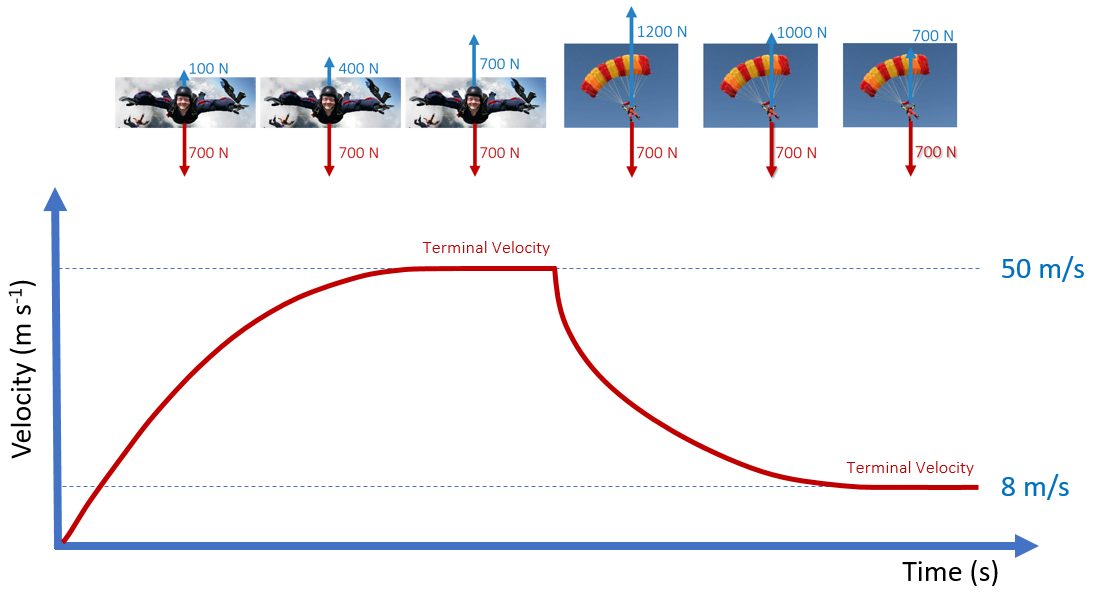 100 N
400 N
700 N
1200 N
1000 N
700 N
700 N
700 N
700 N
700 N
700 N
700 N
Terminal Velocity
50 m/s
Velocity (m s-1)
Terminal Velocity
8 m/s
Time (s)